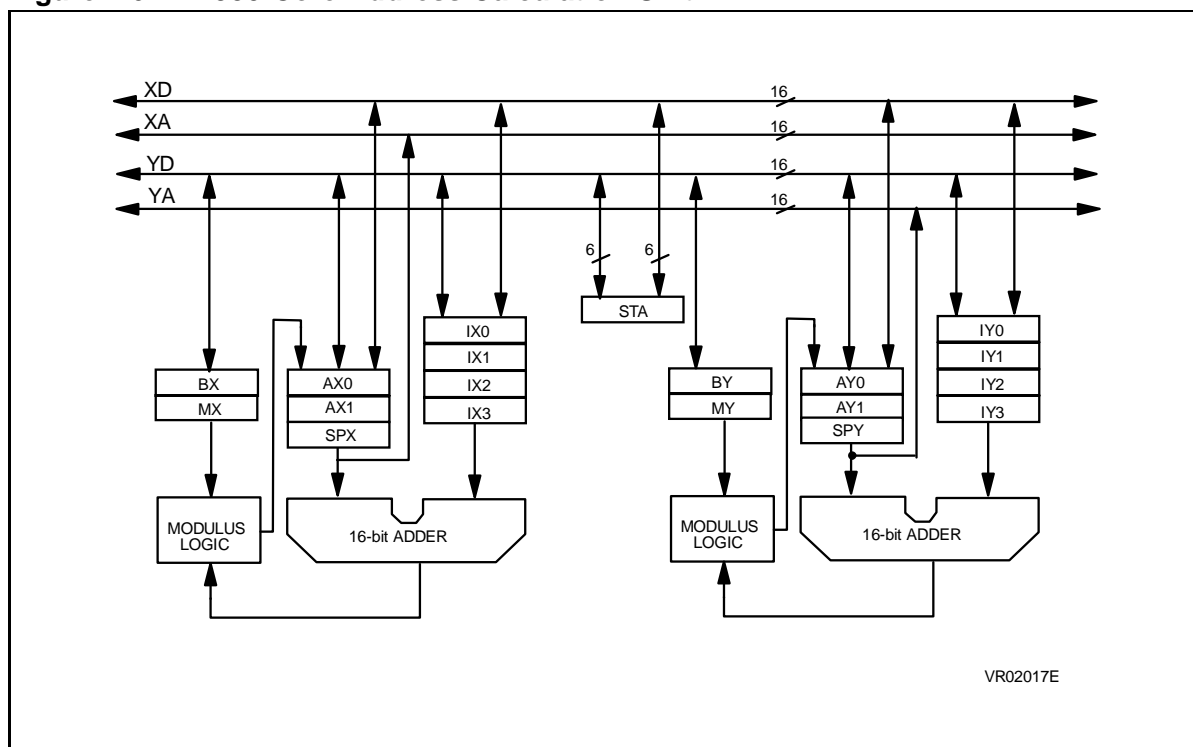 XD
16
XA
16
YD
16
YA
16
6
6
STA
IX0
IX1
IX2
IX3
IY0
IY1
IY2
IY3
BX
MX
AX0
AX1
SPX
BY
MY
AY0
AY1
SPY
MODULUS
LOGIC
16-bit ADDER
MODULUS
LOGIC
16-bit ADDER
VR02017E